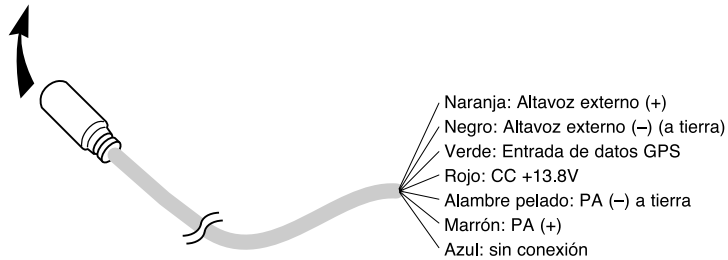 Naranja: Altavoz externo (+)
Negro: Altavoz externo (–) (a tierra)
Verde: Entrada de datos GPS
Rojo: CC +13.8V
Alambre pelado: PA (–) a tierra
Marrón: PA (+)
Azul: sin conexión